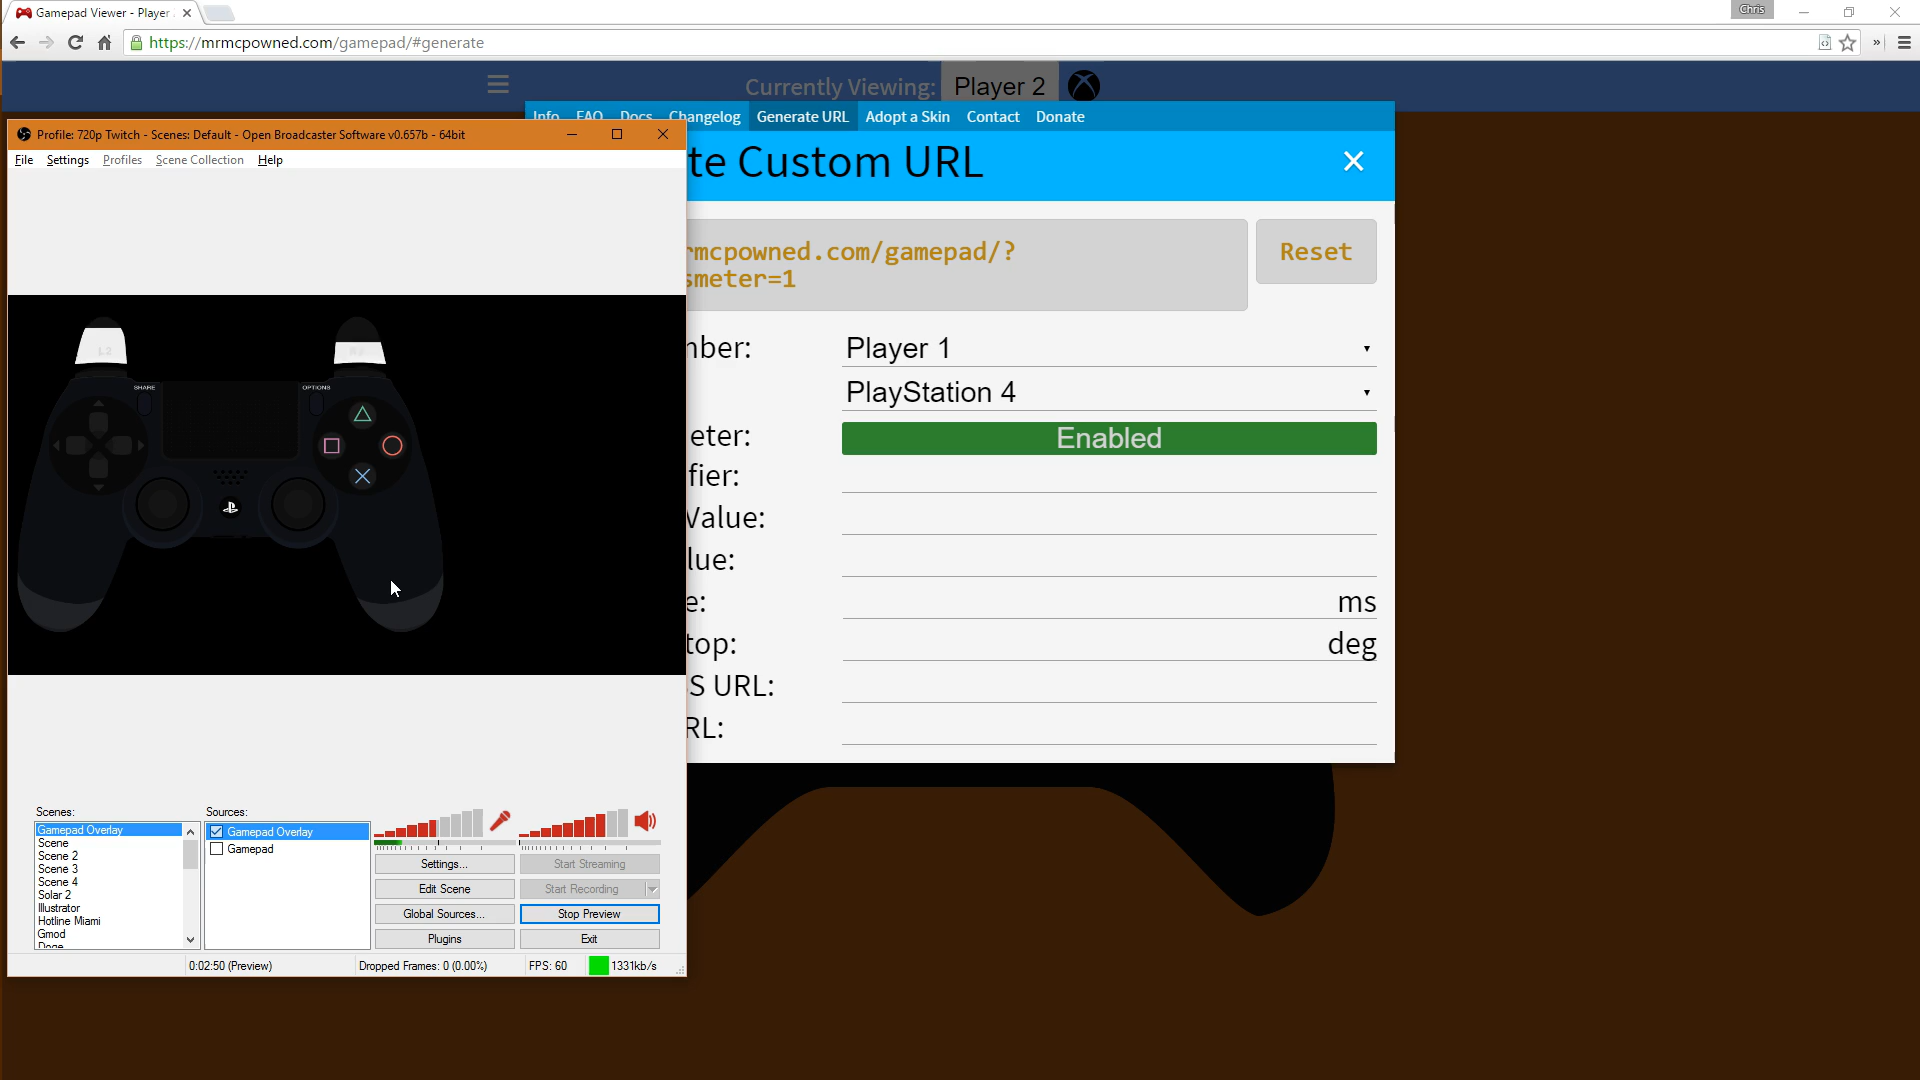 Gamepad Viewer - Player
Chris
https://mrmcpowned.com/gamepad/#generate
Currently Viewing: Player 2
Info FAQ Docs Changelog Generate URL Adopt a Skin Contact Donate
Profile: 720p Twitch - Scenes: Default - Open Broadcaster Software v0.657b - 64bit
File Settings Profiles Scene Collection Help
te Custom URL
rmcpowned.com/gamepad/?
smeter=1
Reset
nber: Player 1
PlayStation 4
eter: Enabled
fier:
Value:
lue:
e: ms
top: deg
S URL:
RL:
L2
SHARE
OPTIONS
Scenes:
Gamepad Overlay
Scene
Scene 2
Scene 3
Scene 4
Solar 2
Illustrator
Hotline Miami
Gmod
Doge
Sources:
Gamepad Overlay
Gamepad
Settings... Start Streaming
Edit Scene Start Recording
Global Sources... Stop Preview
Plugins Exit
0:02:50 (Preview) Dropped Frames: 0 (0.00%) FPS: 60 1331kb/s